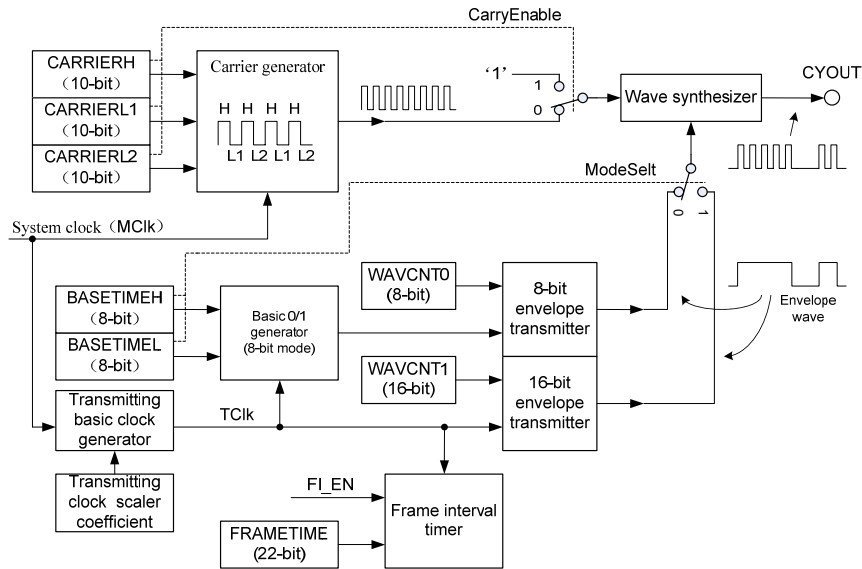 CarryEnable
CARRIERH
（10-bit）
CARRIERL1
（10-bit）
CARRIERL2
（10-bit）
Carrier generator
H H H H
L1 L2 L1 L2
‘1’
1
0
Wave synthesizer
CYOUT
ModeSelt
0
1
System clock（MClk）
BASETIMEH
（8-bit）
BASETIMEL
（8-bit）
Basic 0/1
generator
(8-bit mode)
WAVCNT0
(8-bit)
WAVCNT1
(16-bit)
8-bit
envelope
transmitter
16-bit
envelope
transmitter
Envelope
wave
Transmitting
basic clock
generator
TClk
Transmitting
clock scaler
coefficient
FI_EN
FRAMETIME
(22-bit)
Frame interval
timer